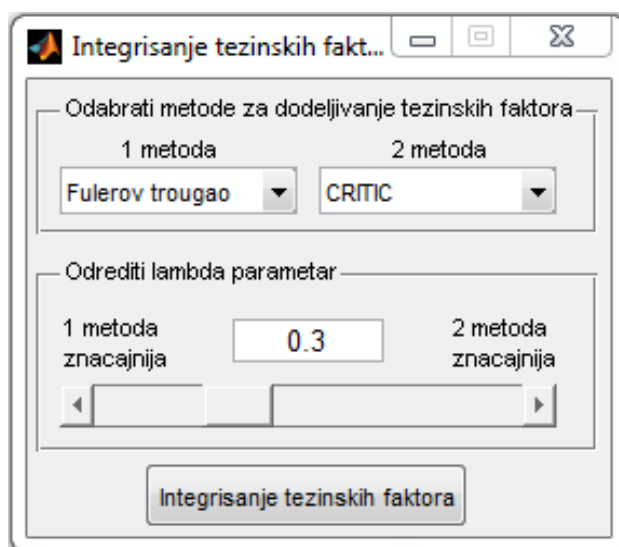 Integrisanje tezinskih fakt...
Odabrati metode za dodeljivanje tezinskih faktora
1 metoda 2 metoda
Fulerov trougao CRITIC
Odrediti lambda parametar
1 metoda 0.3 2 metoda
znacajnija znacajnija
Integrisanje tezinskih faktora